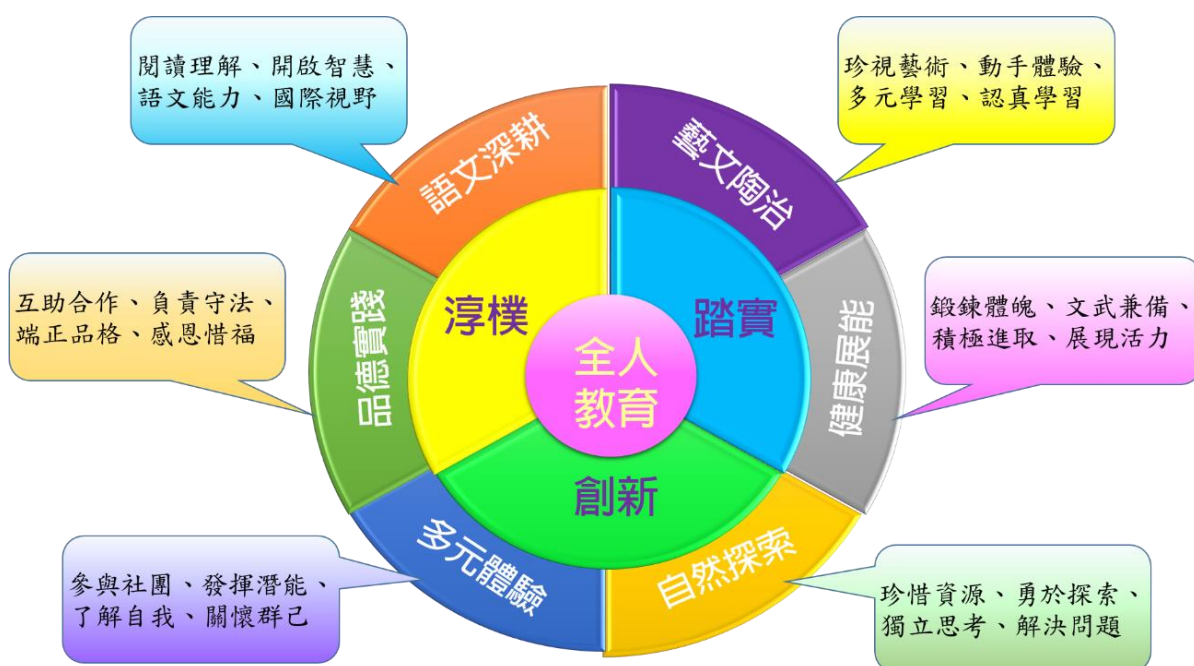 閱讀理解、開啟智慧、
語文能力、國際視野
珍視藝術、動手體驗、
多元學習、認真學習
語文深耕
藝文陶冶
互助合作、負責守法、
端正品格、感恩惜福
品德實踐
淳樸
踏實
健康展能
鍛鍊體魄、文武兼備、
積極進取、展現活力
全人
教育
創新
多元體驗
自然探索
參與社團、發揮潛能、
了解自我、關懷群己
珍惜資源、勇於探索、
獨立思考、解決問題